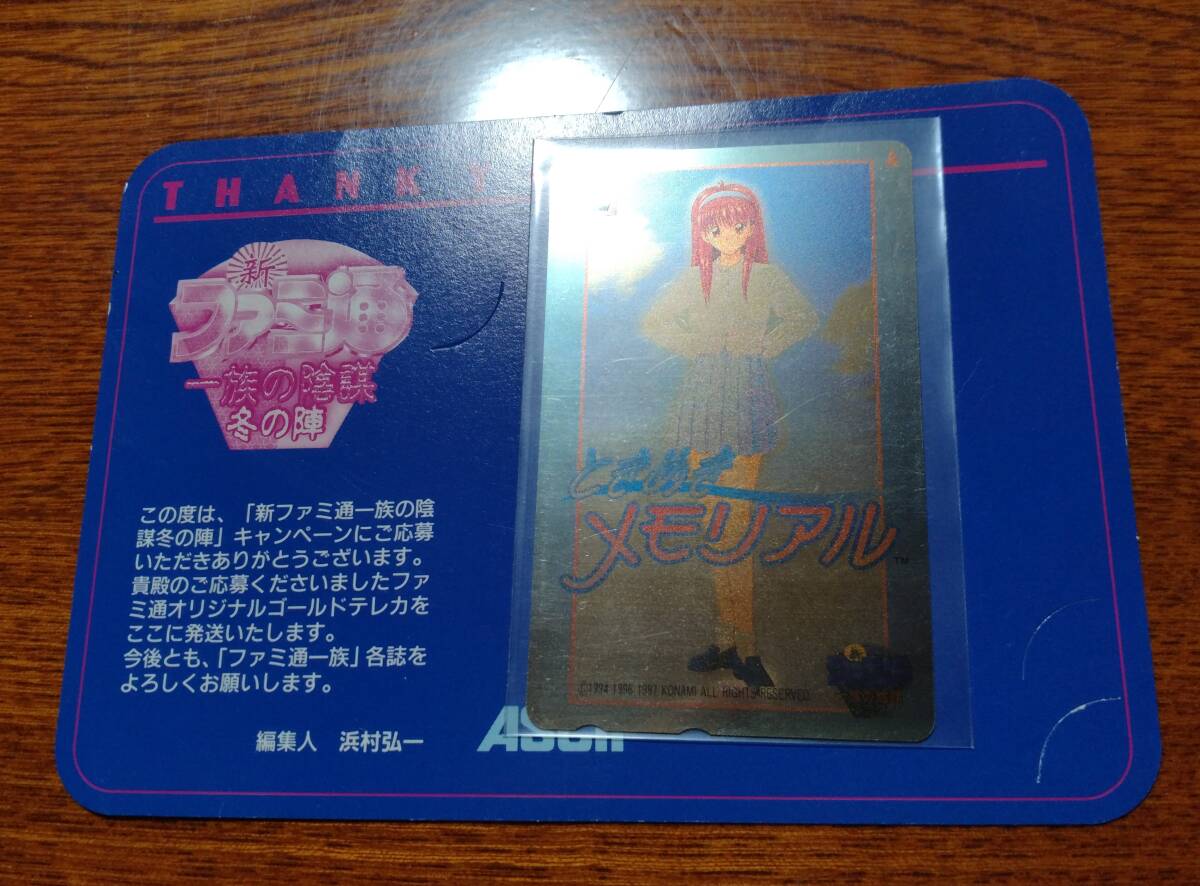 THANK Y
新
ファミ通
一族の陰謀
冬の陣
この度は、「新ファミ通一族の陰
謀冬の陣」キャンペーンにご応募
いただきありがとうございます。
貴殿のご応募くださいましたファ
ミ通オリジナルゴールドテレカを
ここに発送いたします。
今後とも、「ファミ通一族」各誌を
よろしくお願いします。
編集人 浜村弘一
ASCII
ときめき
メモリアル
TM
©1994 1996 1997 KONAMI ALL RIGHTS RESERVED